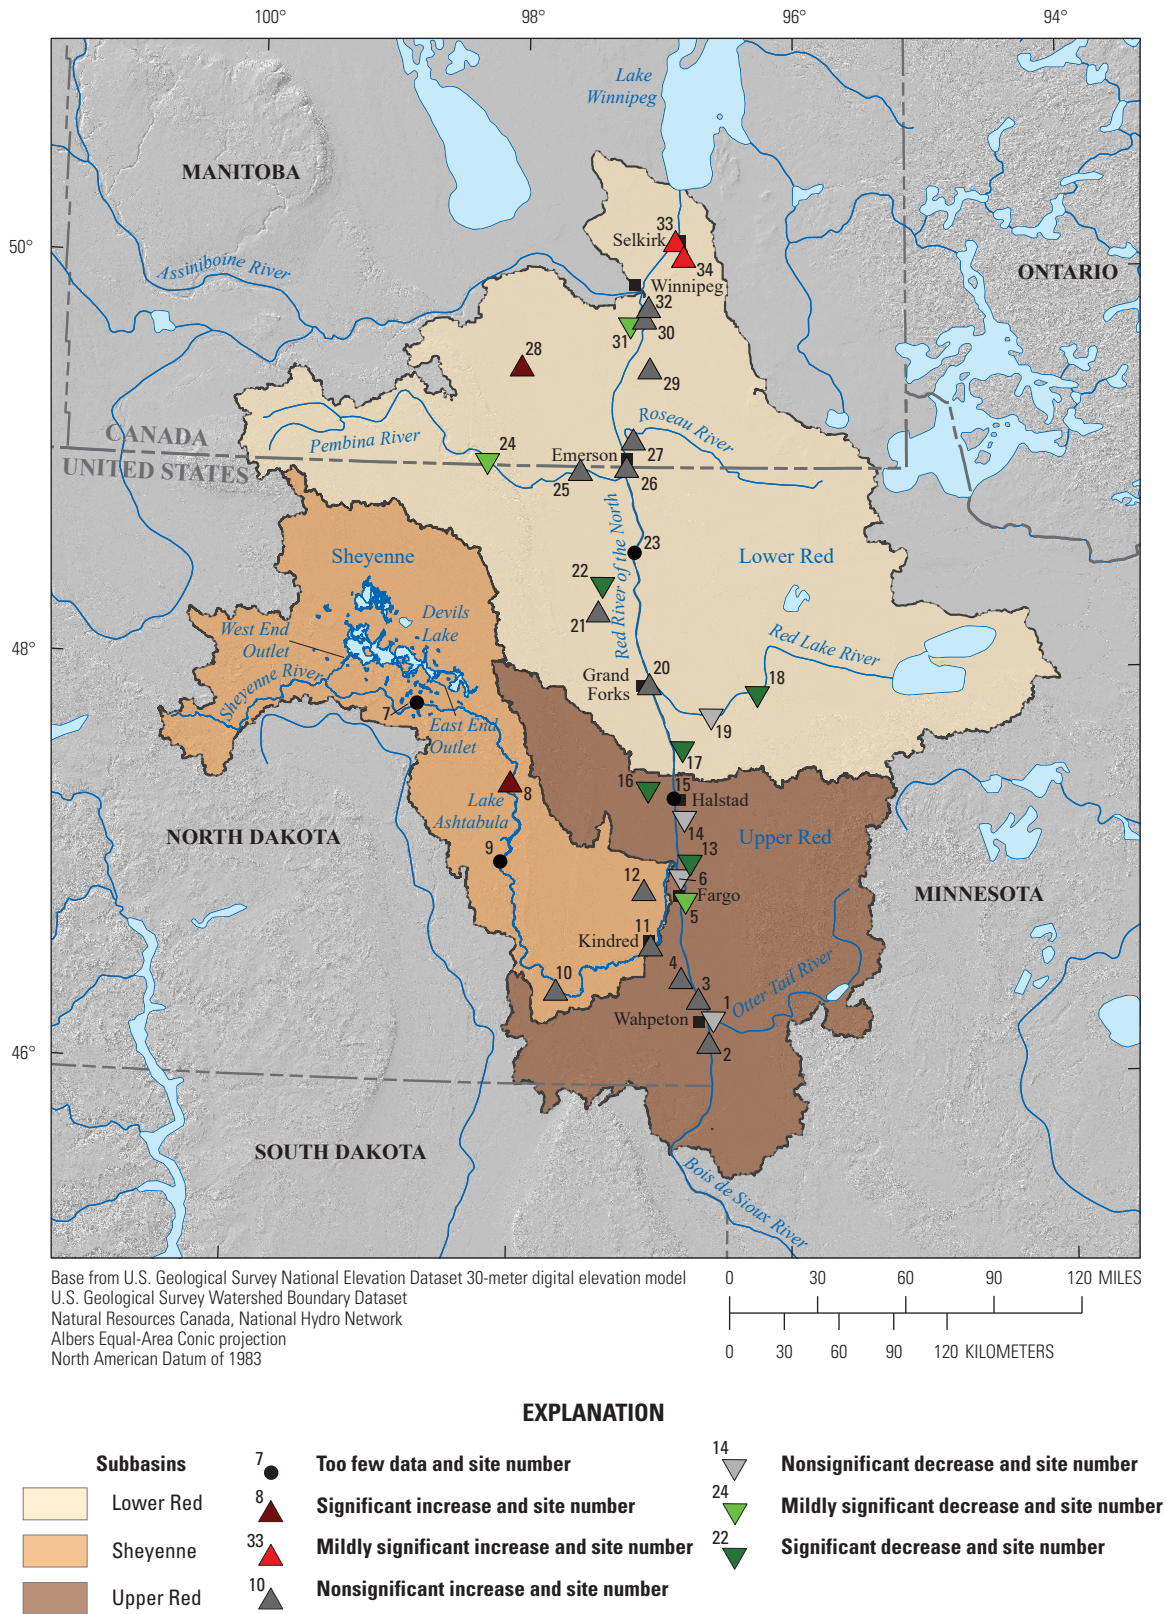 100°
98°
96°
94°
Lake
Winnipeg
MANITOBA
33
50°
Selkirk
34
Assiniboine River
ONTARIO
Winnipeg
32
30
31
28
29
Roseau River
CANADA
Pembina River
24
Emerson
27
UNITED STATES
25
26
Red River of the North
23
Sheyenne
Lower Red
22
Devils
Lake
21
West End
Outlet
48°
Red Lake River
Sheyenne River
Grand
Forks
20
18
7
East End
Outlet
19
17
16
15
8
Lake
Ashtabula
Halstad
14
NORTH DAKOTA
Upper Red
9
13
12
6
Fargo
MINNESOTA
5
11
Kindred
4
10
3
1
Otter Tail River
Wahpeton
46°
2
SOUTH DAKOTA
Bois de Sioux River
Base from U.S. Geological Survey National Elevation Dataset 30-meter digital elevation model
U.S. Geological Survey Watershed Boundary Dataset
Natural Resources Canada, National Hydro Network
Albers Equal-Area Conic projection
North American Datum of 1983
0 30 60 90 120 MILES
0 30 60 90 120 KILOMETERS
EXPLANATION
Subbasins
Lower Red
Sheyenne
Upper Red
7 Too few data and site number
8 Significant increase and site number
33 Mildly significant increase and site number
10 Nonsignificant increase and site number
14 Nonsignificant decrease and site number
24 Mildly significant decrease and site number
22 Significant decrease and site number